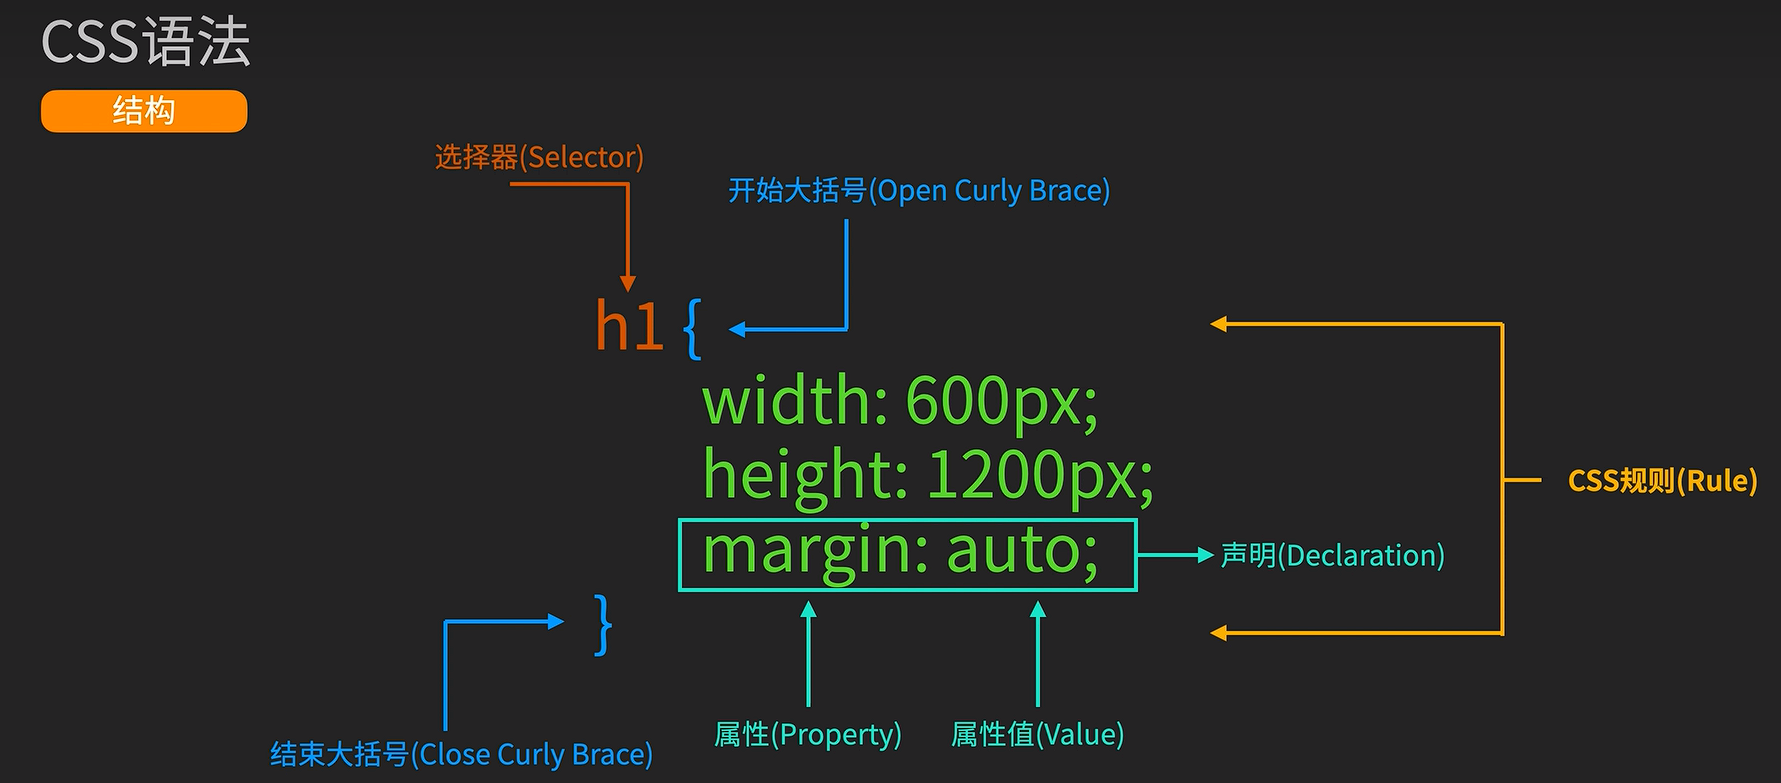 CSS语法
结构
选择器(Selector)
开始大括号(Open Curly Brace)
h1 {
width: 600px;
height: 1200px;
CSS规则(Rule)
margin: auto;
声明(Declaration)
}
属性(Property)
属性值(Value)
结束大括号(Close Curly Brace)